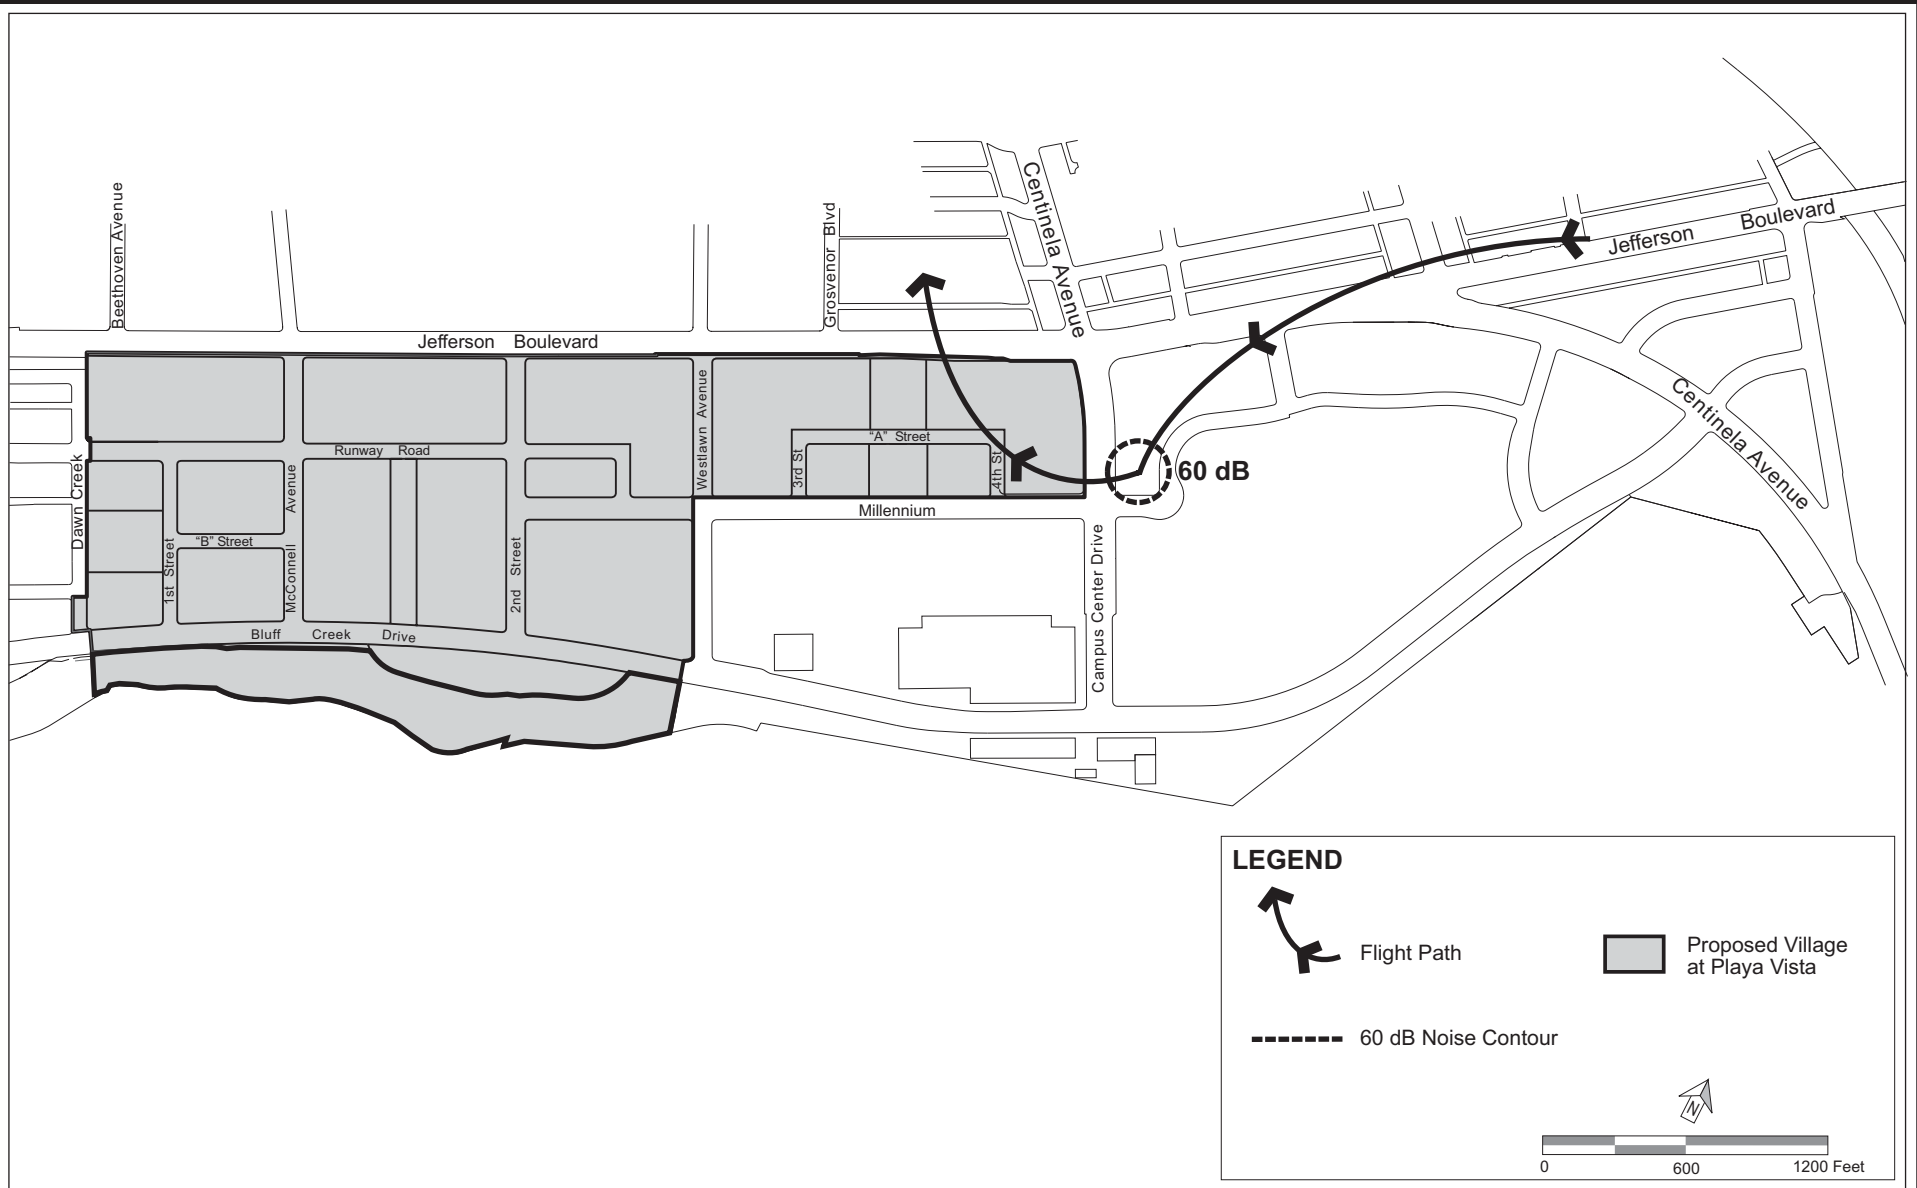 Beethoven Avenue
Grosvenor Blvd
Centinela Avenue
Jefferson Boulevard
Jefferson Boulevard
Westlawn Avenue
"A" Street
3rd St
4th St
Runway Road
60 dB
Centinela Avenue
Dawn Creek
McConnell Avenue
Millennium
"B" Street
1st Street
2nd Street
Campus Center Drive
Bluff Creek Drive
LEGEND
Flight Path
Proposed Village
at Playa Vista
60 dB Noise Contour
N
0 600 1200 Feet